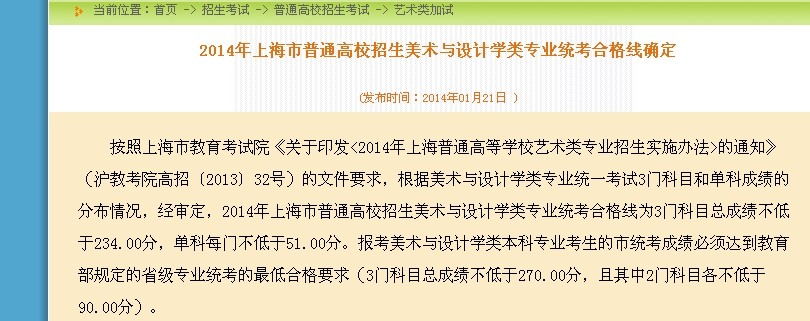 当前位置：首页 -> 招生考试 -> 普通高校招生考试 -> 艺术类加试
2014年上海市普通高校招生美术与设计学类专业统考合格线确定
(发布时间：2014年01月21日 )
按照上海市教育考试院《关于印发<2014年上海普通高等学校艺术类专业招生实施办法>的通知》
（沪教考院高招〔2013〕32号）的文件要求，根据美术与设计学类专业统一考试3门科目和单科成绩的
分布情况，经审定，2014年上海市普通高校招生美术与设计学类专业统考合格线为3门科目总成绩不低
于234.00分，单科每门不低于51.00分。报考美术与设计学类本科专业考生的市统考成绩必须达到教育
部规定的省级专业统考的最低合格要求（3门科目总成绩不低于270.00分，且其中2门科目各不低于
90.00分）。